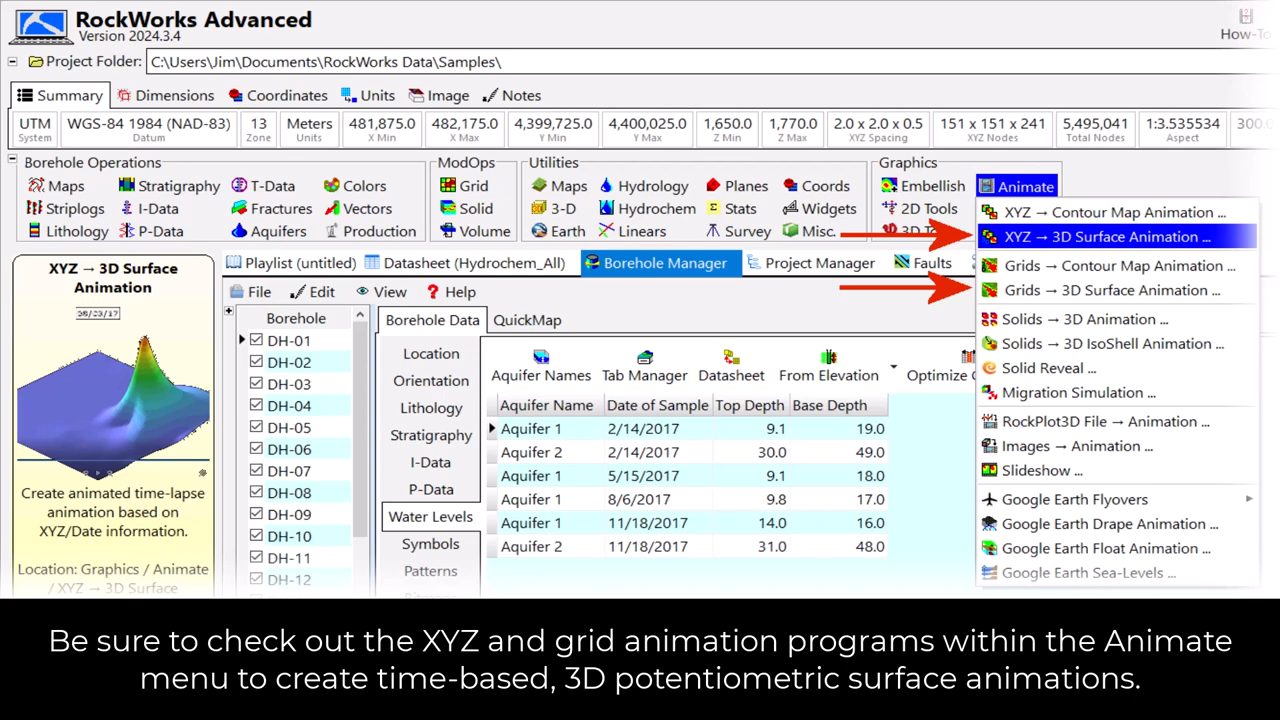 RockWorks Advanced
Version 2024.3.4
How-To
Project Folder: C:\Users\Jim\Documents\RockWorks Data\Samples\
Summary Dimensions Coordinates Units Image Notes
UTM WGS-84 1984 (NAD-83) 13 Meters 481,875.0 482,175.0 4,399,725.0 4,400,025.0 1,650.0 1,770.0 2.0 x 2.0 x 0.5 151 x 151 x 241 5,495,041 1:3.535534 300.0
System Datum Zone Units X Min X Max Y Min Y Max Z Min Z Max XYZ Spacing XYZ Nodes Total Nodes Aspect
Borehole Operations ModOps Utilities Graphics
Maps Stratigraphy T-Data Colors Grid Maps Hydrology Planes Coords Embellish Animate
Striplogs I-Data Fractures Vectors Solid 3-D Hydrochem Stats Widgets 2D Tools
Lithology P-Data Aquifers Production Volume Earth Linears Survey Misc. 3D To
XYZ → Contour Map Animation ...
XYZ → 3D Surface Animation ...
Grids → Contour Map Animation ...
Grids → 3D Surface Animation ...
Solids → 3D Animation ...
Solids → 3D IsoShell Animation ...
Solid Reveal ...
Migration Simulation ...
RockPlot3D File → Animation ...
Images → Animation ...
Slideshow ...
Google Earth Flyovers
Google Earth Drape Animation ...
Google Earth Float Animation ...
Google Earth Sea-Levels ...
XYZ → 3D Surface
Animation
08/03/17
Create animated time-lapse
animation based on
XYZ/Date information.
Location: Graphics / Animate
/ XYZ → 3D Surface
Playlist (untitled) Datasheet (Hydrochem_All) Borehole Manager Project Manager Faults
File Edit View Help
Borehole
DH-01
DH-02
DH-03
DH-04
DH-05
DH-06
DH-07
DH-08
DH-09
DH-10
DH-11
DH-12
Borehole Data QuickMap
Location
Orientation
Lithology
Stratigraphy
I-Data
P-Data
Water Levels
Symbols
Patterns
Aquifer Names Tab Manager Datasheet From Elevation Optimize
Aquifer Name Date of Sample Top Depth Base Depth
Aquifer 1 2/14/2017 9.1 19.0
Aquifer 2 2/14/2017 30.0 49.0
Aquifer 1 5/15/2017 9.1 18.0
Aquifer 1 8/6/2017 9.8 17.0
Aquifer 1 11/18/2017 14.0 16.0
Aquifer 2 11/18/2017 31.0 48.0
Be sure to check out the XYZ and grid animation programs within the Animate
menu to create time-based, 3D potentiometric surface animations.